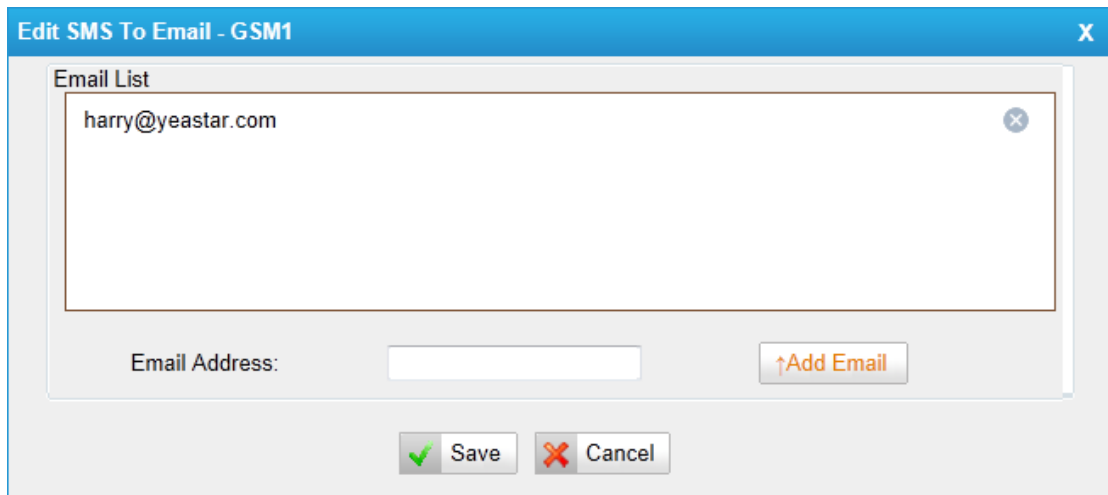 Edit SMS To Email - GSM1 X
Email List
harry@yeastar.com
Email Address: ↑Add Email
Save Cancel